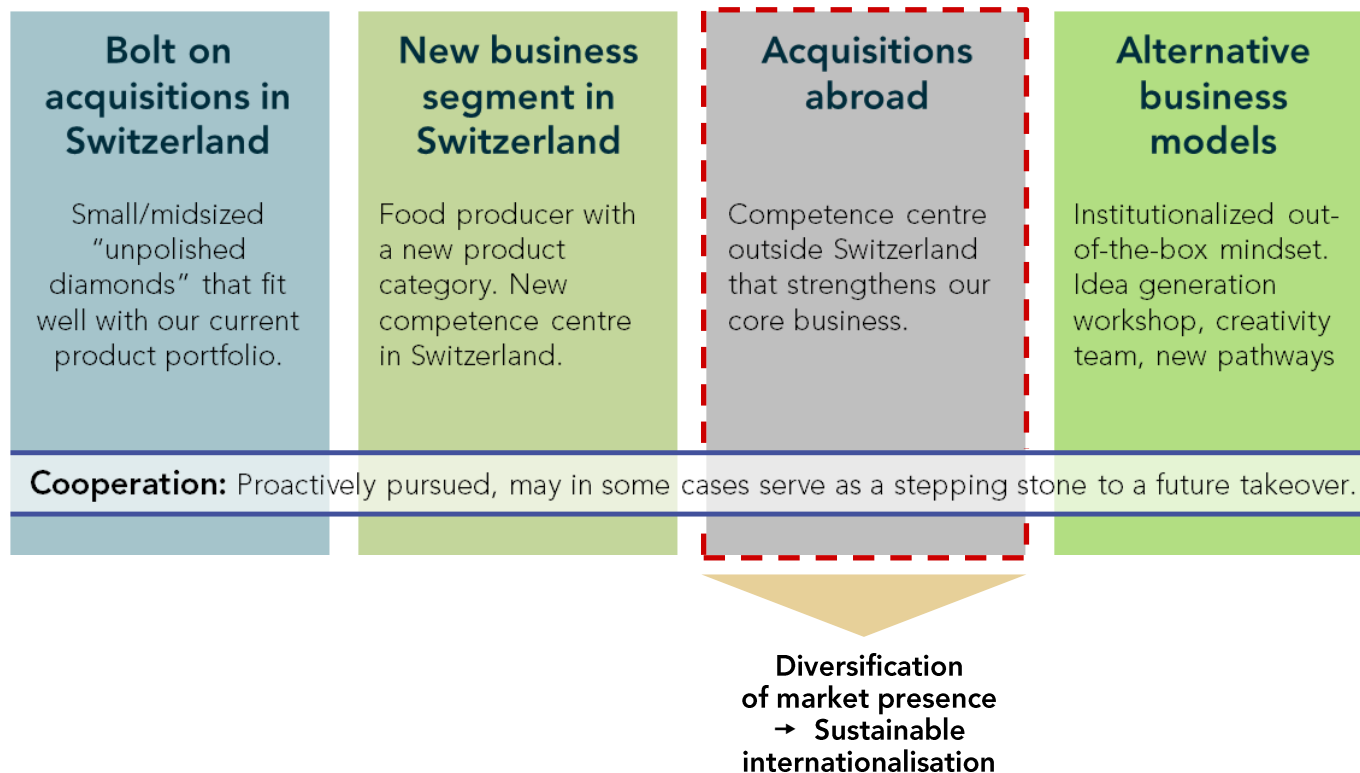 Bolt on
acquisitions in
Switzerland
Small/midsized
“unpolished
diamonds” that fit
well with our current
product portfolio.
New business
segment in
Switzerland
Food producer with
a new product
category. New
competence centre
in Switzerland.
Acquisitions
abroad
Competence centre
outside Switzerland
that strengthens our
core business.
Alternative
business
models
Institutionalized out-
of-the-box mindset.
Idea generation
workshop, creativity
team, new pathways
Cooperation: Proactively pursued, may in some cases serve as a stepping stone to a future takeover.
Diversification
of market presence
→ Sustainable
internationalisation